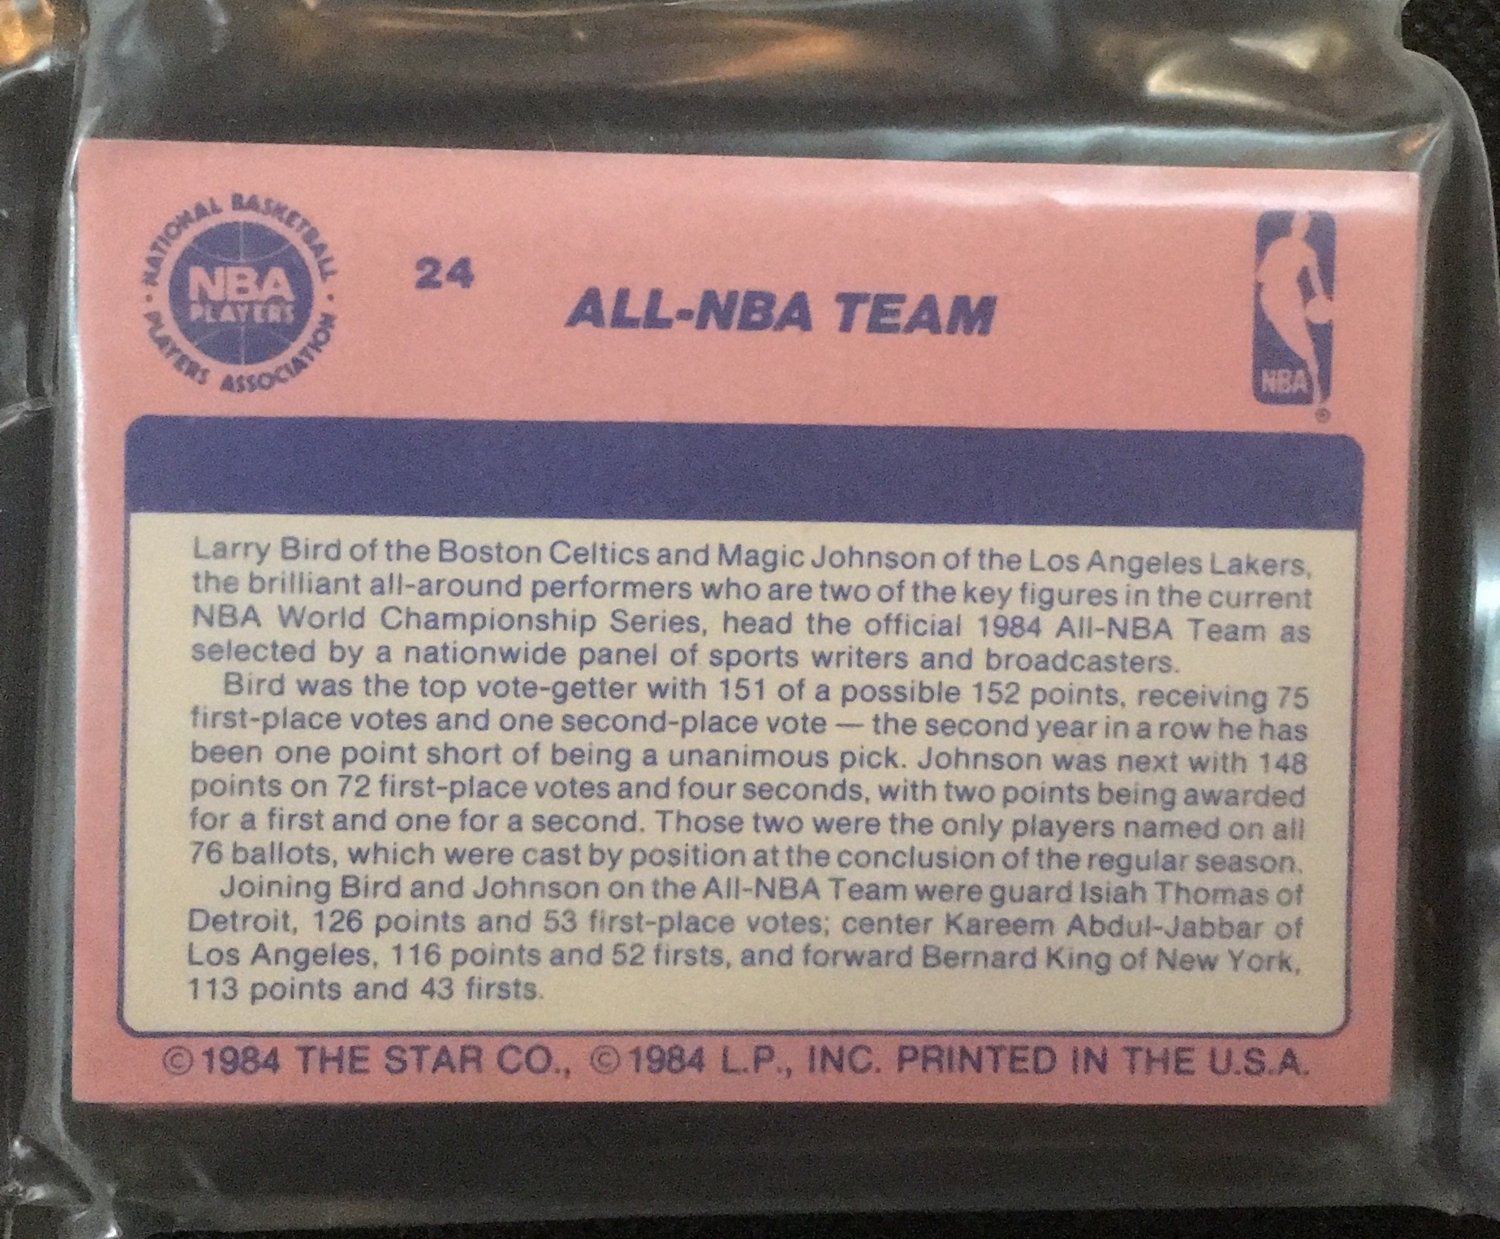 NATIONAL BASKETBALL
NBA
PLAYERS
• PLAYERS ASSOCIATION •
24
ALL-NBA TEAM
NBA
®
Larry Bird of the Boston Celtics and Magic Johnson of the Los Angeles Lakers,
the brilliant all-around performers who are two of the key figures in the current
NBA World Championship Series, head the official 1984 All-NBA Team as
selected by a nationwide panel of sports writers and broadcasters.
Bird was the top vote-getter with 151 of a possible 152 points, receiving 75
first-place votes and one second-place vote — the second year in a row he has
been one point short of being a unanimous pick. Johnson was next with 148
points on 72 first-place votes and four seconds, with two points being awarded
for a first and one for a second. Those two were the only players named on all
76 ballots, which were cast by position at the conclusion of the regular season.
Joining Bird and Johnson on the All-NBA Team were guard Isiah Thomas of
Detroit, 126 points and 53 first-place votes; center Kareem Abdul-Jabbar of
Los Angeles, 116 points and 52 firsts, and forward Bernard King of New York,
113 points and 43 firsts.
©1984 THE STAR CO., ©1984 L.P., INC. PRINTED IN THE U.S.A.